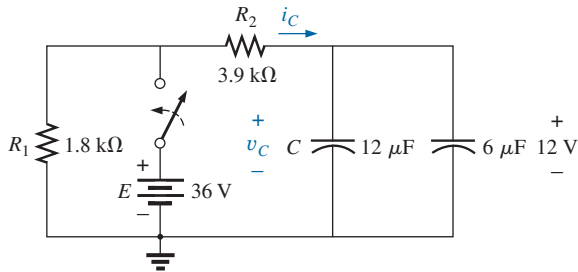 R2 iC
3.9 kΩ
R1 1.8 kΩ
+ vC − C 12 μF
6 μF + 12 V −
+ E − 36 V